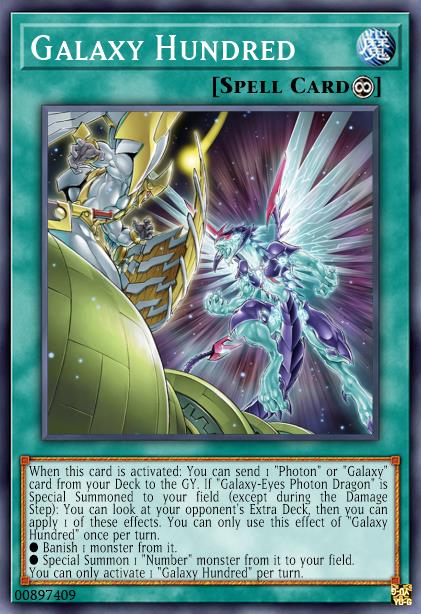 GALAXY HUNDRED
魔
[SPELL CARD]
When this card is activated: You can send 1 "Photon" or "Galaxy"
card from your Deck to the GY. If "Galaxy-Eyes Photon Dragon" is
Special Summoned to your field (except during the Damage
Step): You can look at your opponent's Extra Deck, then you can
apply 1 of these effects. You can only use this effect of "Galaxy
Hundred" once per turn.
● Banish 1 monster from it.
● Special Summon 1 "Number" monster from it to your field.
You can only activate 1 "Galaxy Hundred" per turn.
00897409